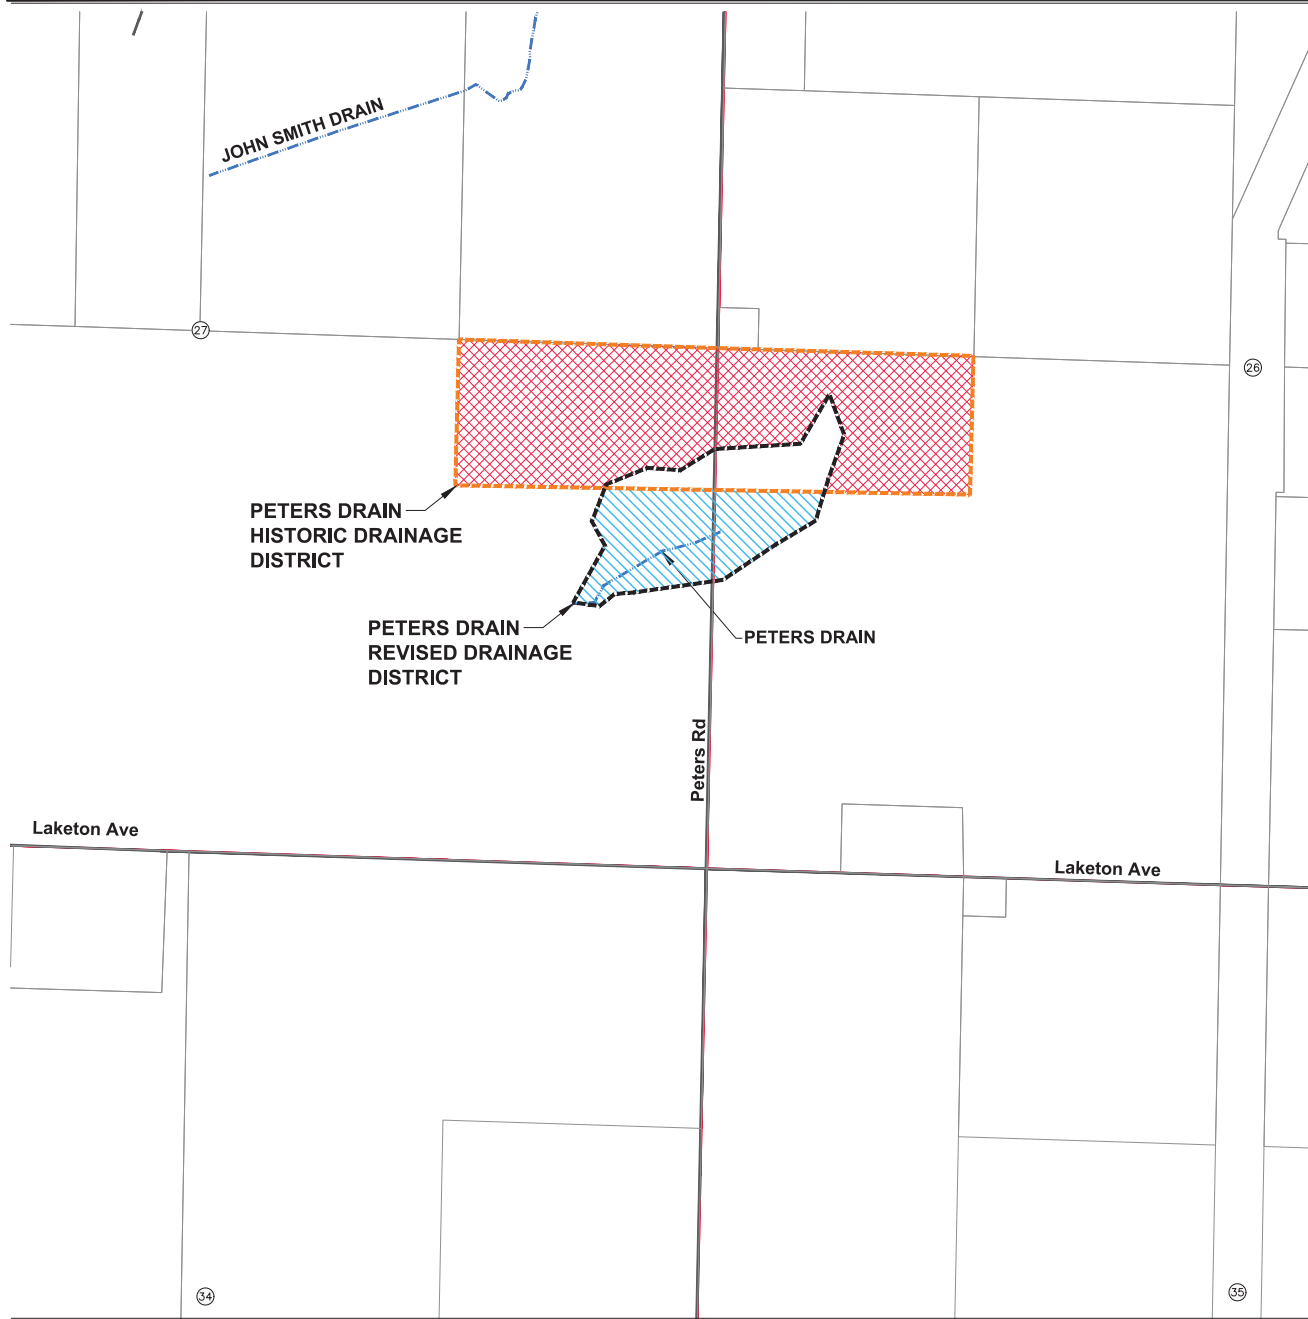 JOHN SMITH DRAIN
27
26
PETERS DRAIN
HISTORIC DRAINAGE
DISTRICT
PETERS DRAIN
REVISED DRAINAGE
DISTRICT
PETERS DRAIN
Peters Rd
Laketon Ave
Laketon Ave
34
35